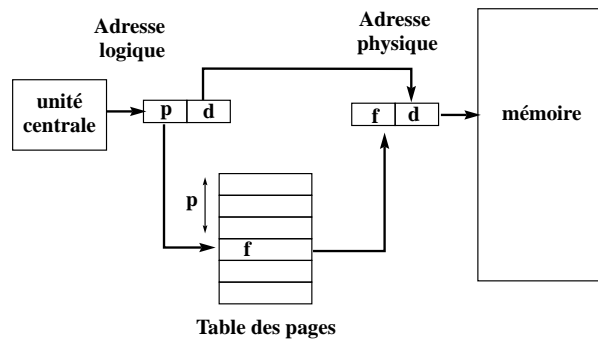 Adresse
logique
Adresse
physique
unité
centrale
p d
f d
mémoire
p
f
Table des pages